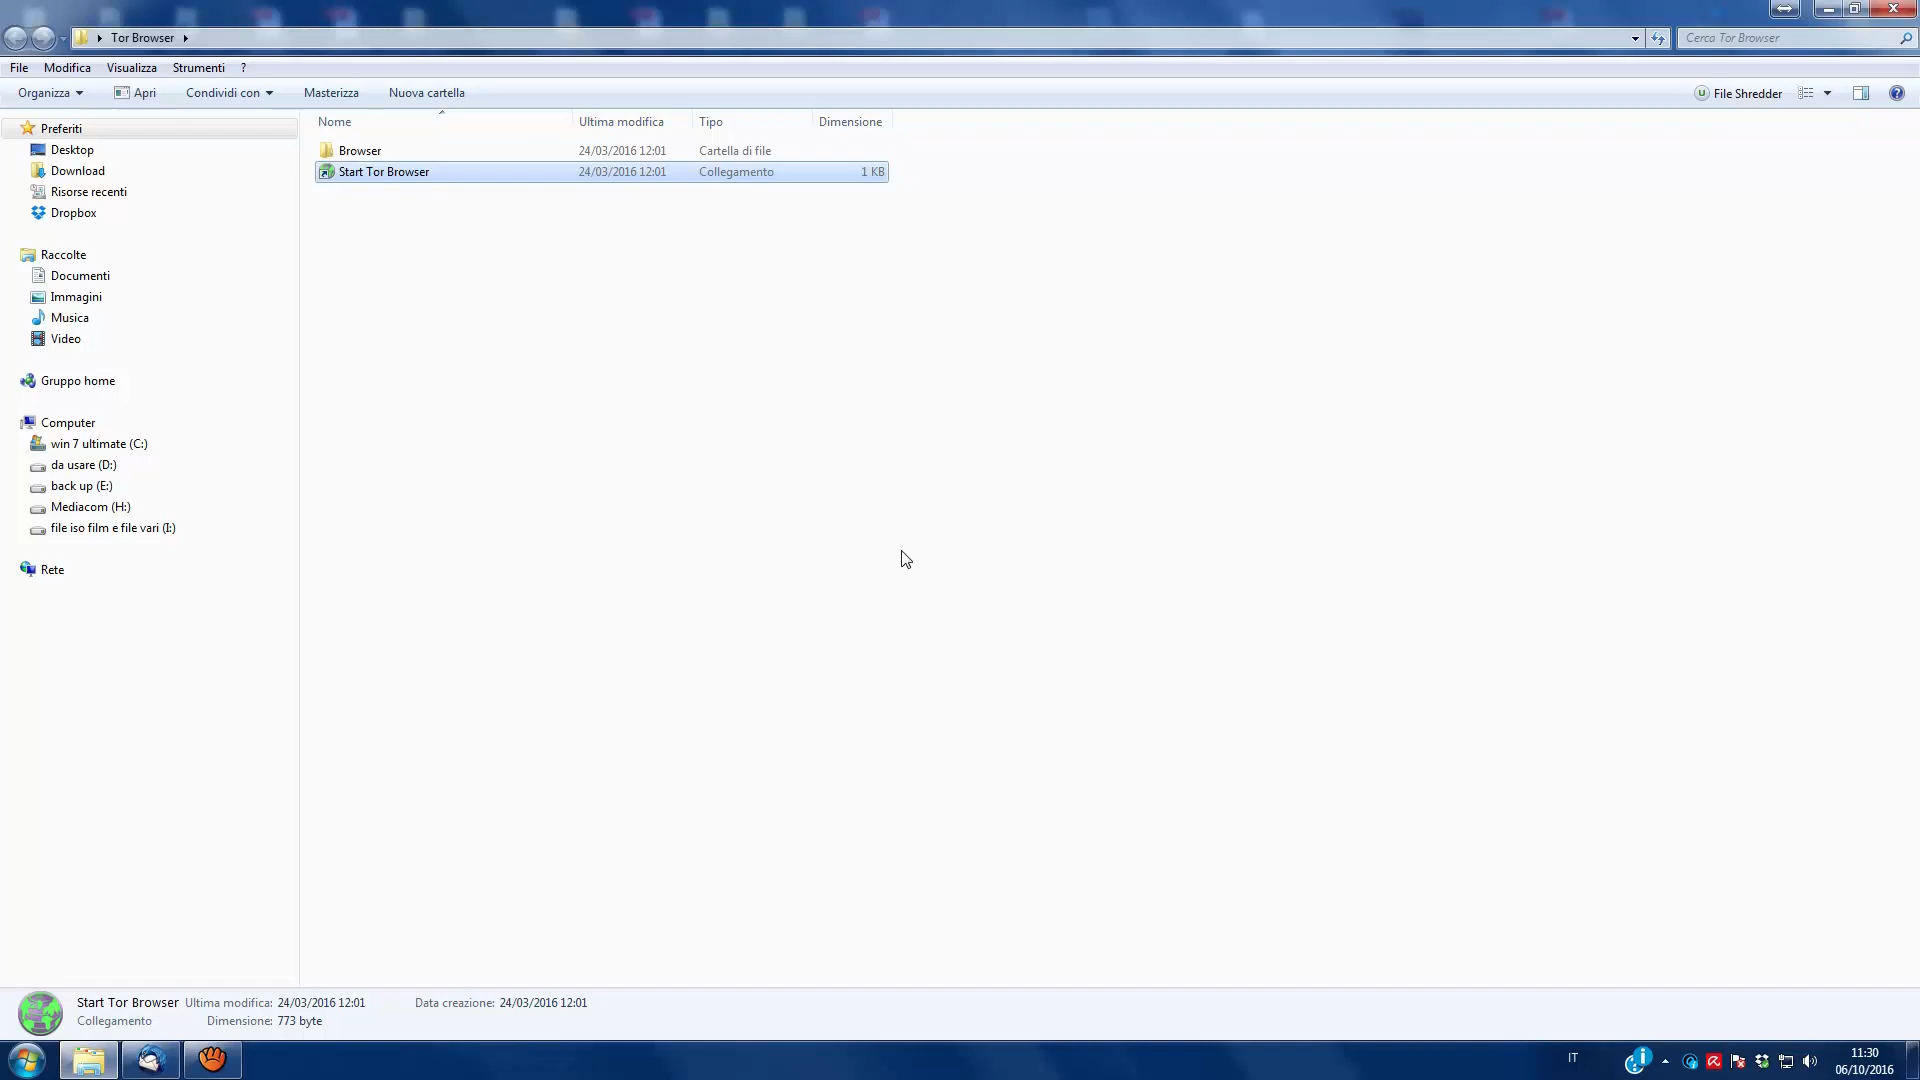 Tor Browser
Cerca Tor Browser
File Modifica Visualizza Strumenti ?
Organizza Apri Condividi con Masterizza Nuova cartella File Shredder
Preferiti
Desktop
Download
Risorse recenti
Dropbox
Raccolte
Documenti
Immagini
Musica
Video
Gruppo home
Computer
win 7 ultimate (C:)
da usare (D:)
back up (E:)
Mediacom (H:)
file iso film e file vari (I:)
Rete
Nome Ultima modifica Tipo Dimensione
Browser 24/03/2016 12:01 Cartella di file
Start Tor Browser 24/03/2016 12:01 Collegamento 1 KB
Start Tor Browser Ultima modifica: 24/03/2016 12:01 Data creazione: 24/03/2016 12:01
Collegamento Dimensione: 773 byte
IT
11:30
06/10/2016